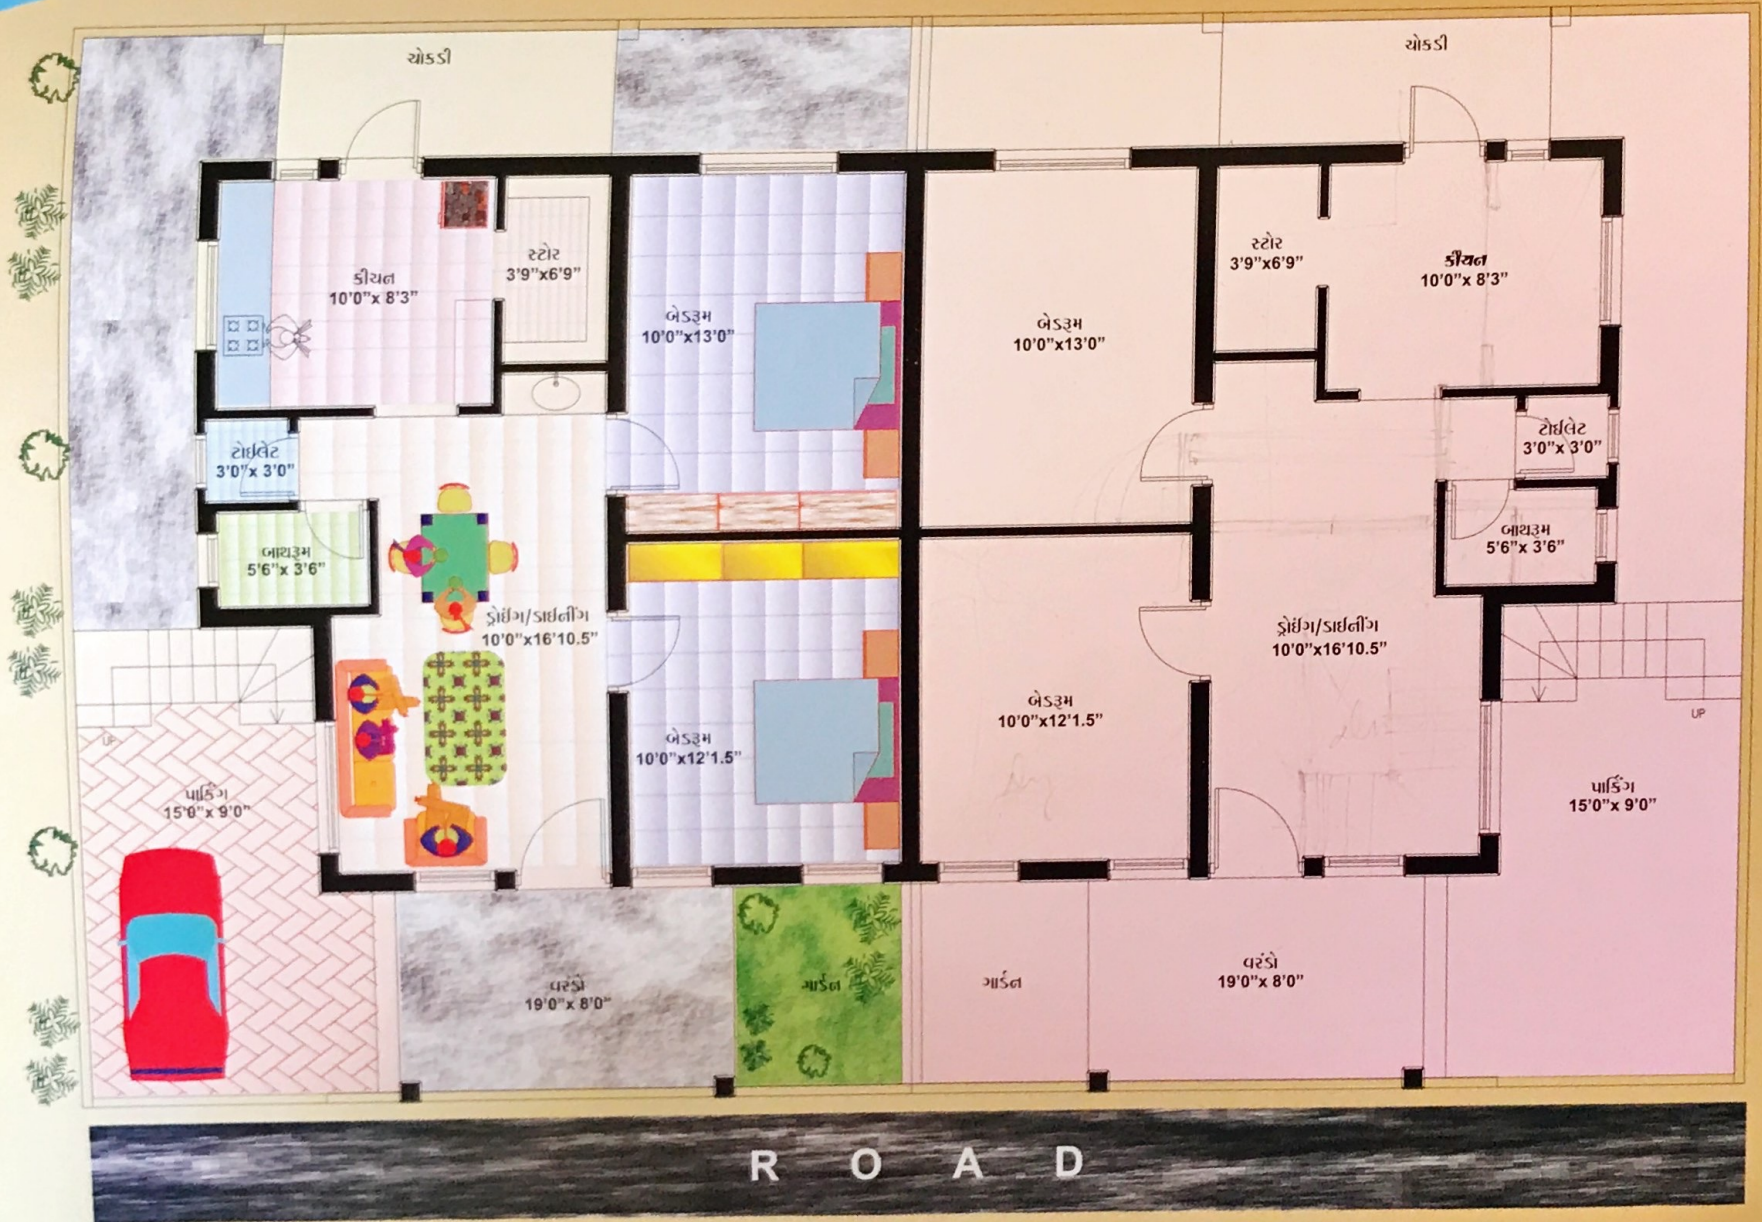 ચોકડી
ચોકડી
કીચન
10'0"x 8'3"
સ્ટોર
3'9"x6'9"
બેડરૂમ
10'0"x13'0"
બેડરૂમ
10'0"x13'0"
સ્ટોર
3'9"x6'9"
કીચન
10'0"x 8'3"
ટોઈલેટ
3'0"x 3'0"
ટોઈલેટ
3'0"x 3'0"
બાથરૂમ
5'6"x 3'6"
બાથરૂમ
5'6"x 3'6"
ડ્રોઈંગ/ડાઈનીંગ
10'0"x16'10.5"
ડ્રોઈંગ/ડાઈનીંગ
10'0"x16'10.5"
બેડરૂમ
10'0"x12'1.5"
બેડરૂમ
10'0"x12'1.5"
UP
UP
પાર્કિંગ
15'0"x 9'0"
પાર્કિંગ
15'0"x 9'0"
વરંડો
19'0"x 8'0"
ગાર્ડન
ગાર્ડન
વરંડો
19'0"x 8'0"
ROAD